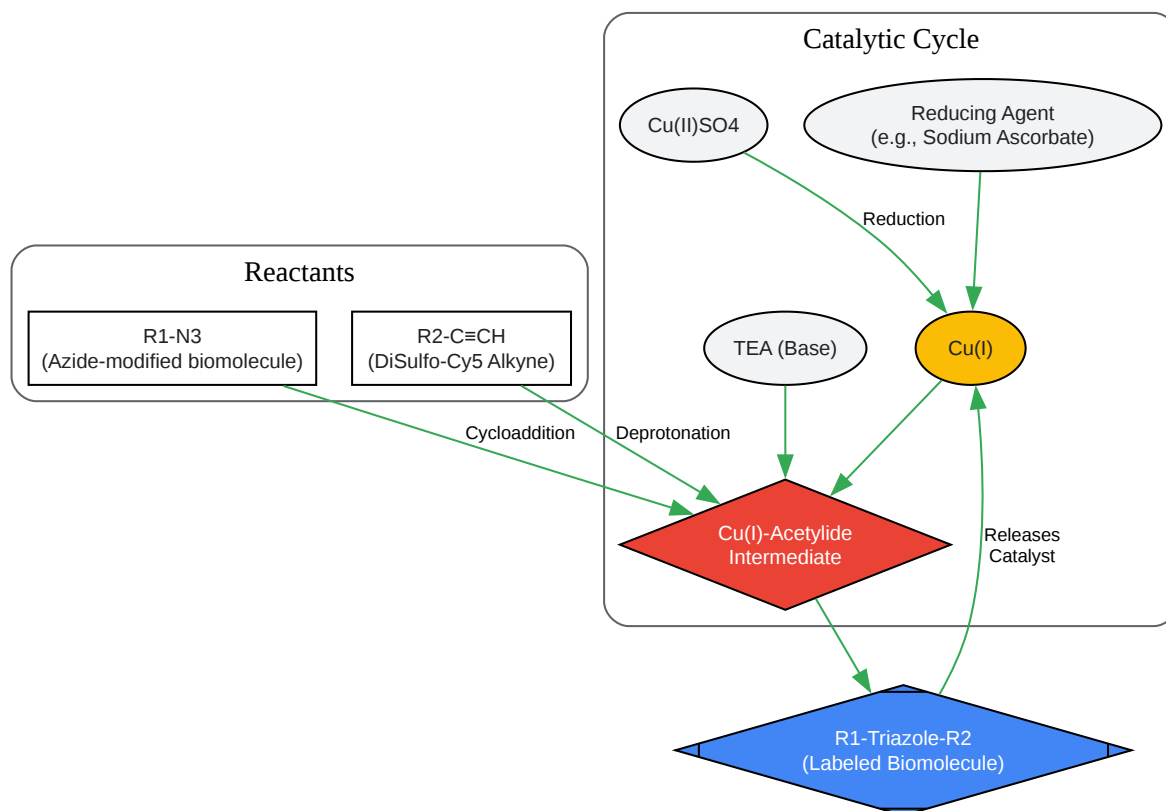 Catalytic Cycle
Cu(II)SO4
Reducing Agent
(e.g., Sodium Ascorbate)
Reduction
Reactants
R1-N3
(Azide-modified biomolecule)
R2-C≡CH
(DiSulfo-Cy5 Alkyne)
TEA (Base)
Cu(I)
Cycloaddition
Deprotonation
Cu(I)-Acetylide
Intermediate
Releases
Catalyst
R1-Triazole-R2
(Labeled Biomolecule)